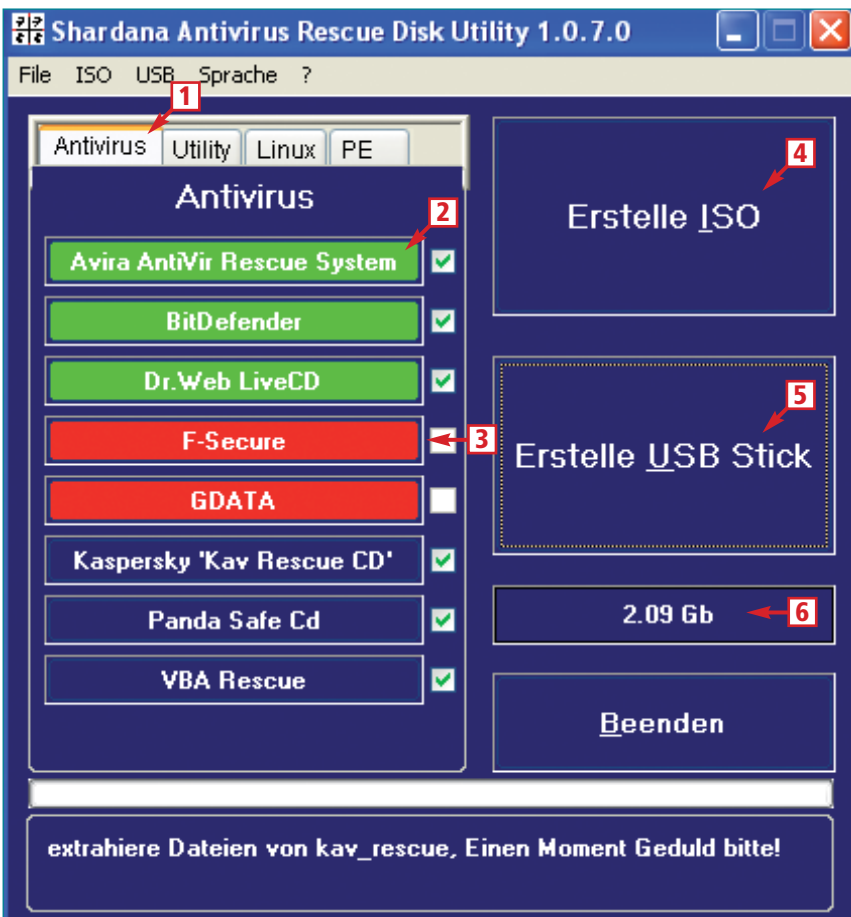 Shardana Antivirus Rescue Disk Utility 1.0.7.0
File ISO USB Sprache ?
1
Antivirus Utility Linux PE
Antivirus
2
Avira AntiVir Rescue System
BitDefender
Dr.Web LiveCD
F-Secure
3
GDATA
Kaspersky 'Kav Rescue CD'
Panda Safe Cd
VBA Rescue
4
Erstelle ISO
5
Erstelle USB Stick
2.09 Gb
6
Beenden
extrahiere Dateien von kav_rescue, Einen Moment Geduld bitte!